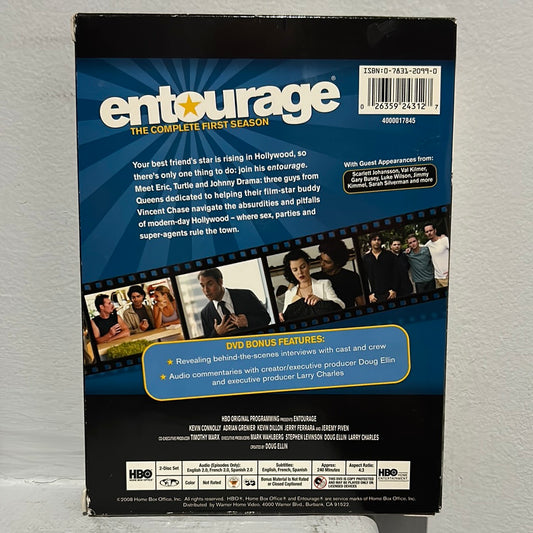 ISBN:0-7831-2099-0
0 26359 24312 7
4000017845
entourage®
THE COMPLETE FIRST SEASON
Your best friend's star is rising in Hollywood, so
there's only one thing to do: join his entourage.
Meet Eric, Turtle and Johnny Drama: three guys from
Queens dedicated to helping their film-star buddy
Vincent Chase navigate the absurdities and pitfalls
of modern-day Hollywood – where sex, parties and
super-agents rule the town.
With Guest Appearances from:
Scarlett Johansson, Val Kilmer,
Gary Busey, Luke Wilson, Jimmy
Kimmel, Sarah Silverman and more
DVD BONUS FEATURES:
★ Revealing behind-the-scenes interviews with cast and crew
★ Audio commentaries with creator/executive producer Doug Ellin
and executive producer Larry Charles
HBO ORIGINAL PROGRAMMING PRESENTS ENTOURAGE
KEVIN CONNOLLY ADRIAN GRENIER KEVIN DILLON JERRY FERRARA AND JEREMY PIVEN
CO-EXECUTIVE PRODUCER TIMOTHY MARX EXECUTIVE PRODUCERS MARK WAHLBERG STEPHEN LEVINSON DOUG ELLIN LARRY CHARLES
CREATED BY DOUG ELLIN
HBO
2-Disc Set
Audio (Episodes Only):
English 2.0, French 2.0, Spanish 2.0
Subtitles:
English, French, Spanish
Approx:
240 Minutes
Aspect Ratio:
4:3
Color
Not Rated
Bonus Material Is Not Rated
or Closed Captioned
HBO
ENTERTAINMENT
©2008 Home Box Office, Inc. All rights reserved. HBO®, Home Box Office® and Entourage® are service marks of Home Box Office, Inc.
Distributed by Warner Home Video. 4000 Warner Blvd., Burbank, CA 91522.